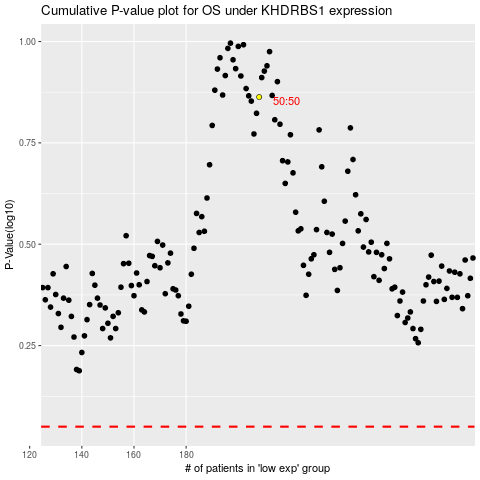 Cumulative P-value plot for OS under KHDRBS1 expression
P-Value(log10)
1.00
0.75
0.50
0.25
50:50
120 140 160 180
# of patients in 'low exp' group